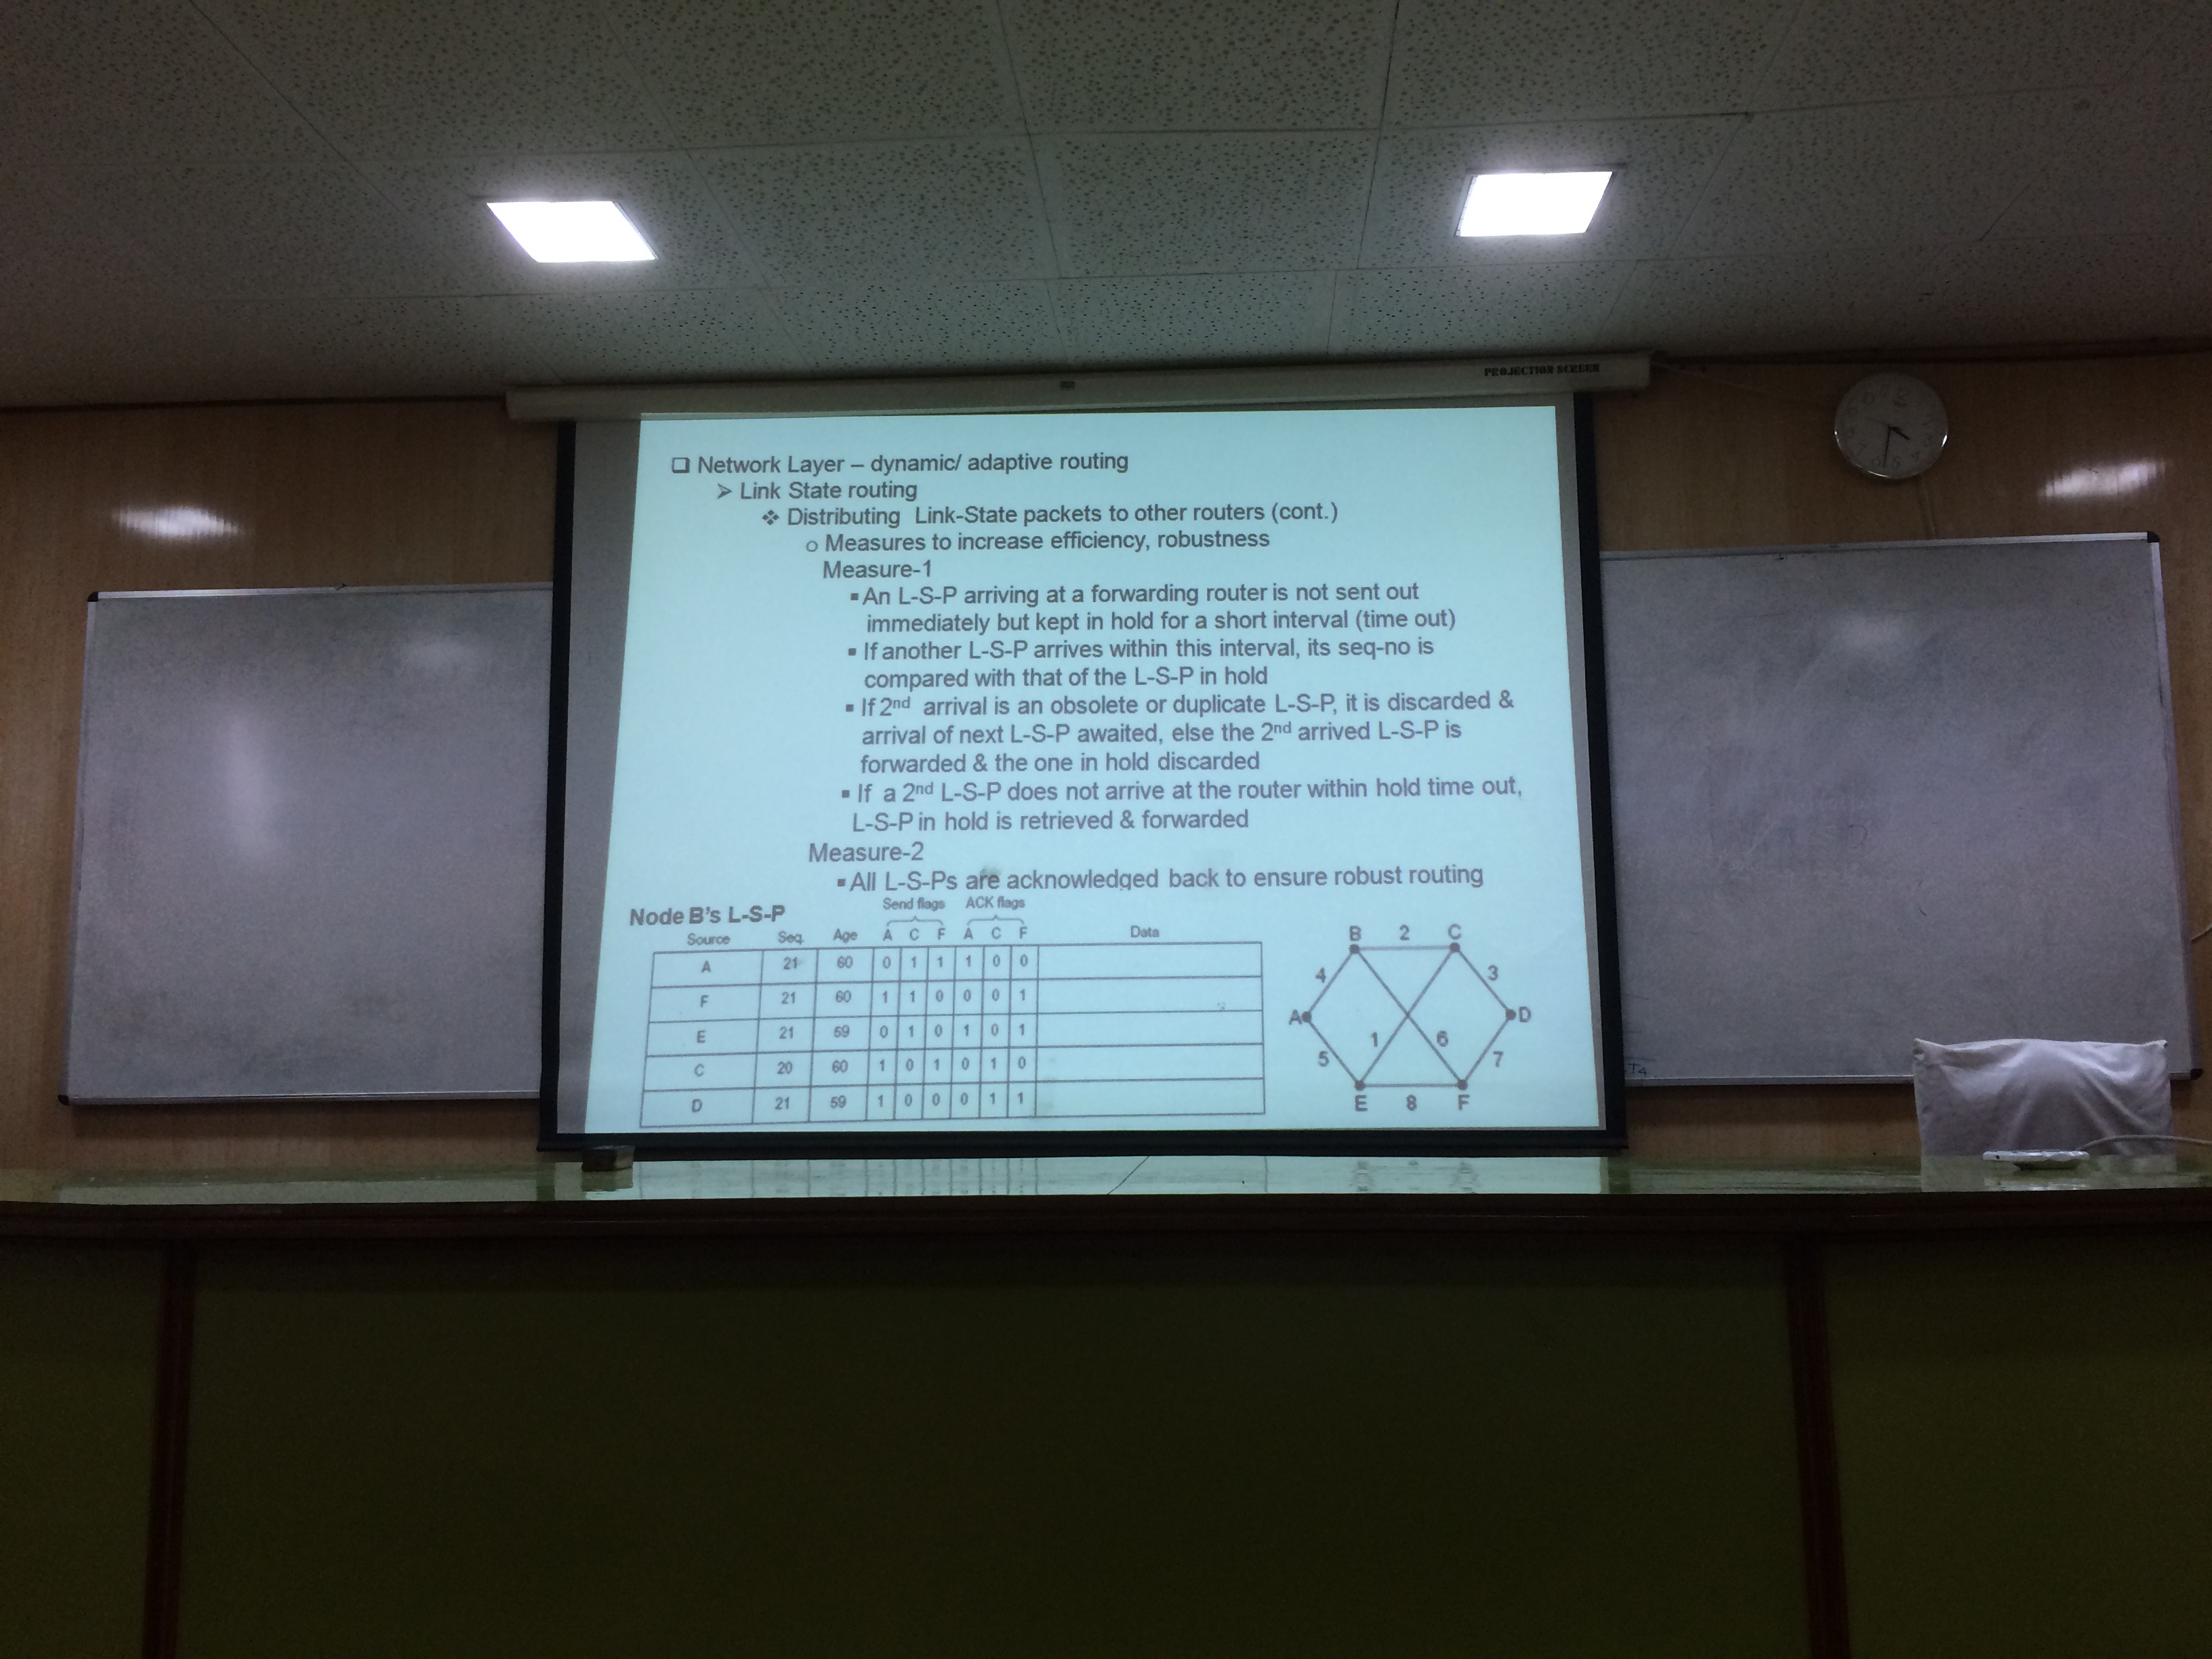 PROJECTION SCREEN
❑ Network Layer – dynamic/ adaptive routing
➢ Link State routing
❖ Distributing Link-State packets to other routers (cont.)
o Measures to increase efficiency, robustness
Measure-1
▪ An L-S-P arriving at a forwarding router is not sent out
immediately but kept in hold for a short interval (time out)
▪ If another L-S-P arrives within this interval, its seq-no is
compared with that of the L-S-P in hold
▪ If 2nd arrival is an obsolete or duplicate L-S-P, it is discarded &
arrival of next L-S-P awaited, else the 2nd arrived L-S-P is
forwarded & the one in hold discarded
▪ If a 2nd L-S-P does not arrive at the router within hold time out,
L-S-P in hold is retrieved & forwarded
Measure-2
▪ All L-S-Ps are acknowledged back to ensure robust routing
Node B's L-S-P
Send flags ACK flags
Source Seq. Age A C F A C F Data
A 21 60 0 1 1 1 0 0
F 21 60 1 1 0 0 0 1
E 21 59 0 1 0 1 0 1
C 20 60 1 0 1 0 1 0
D 21 59 1 0 0 0 1 1
B 2 C
4 3
A D
1 6
5 7
E 8 F